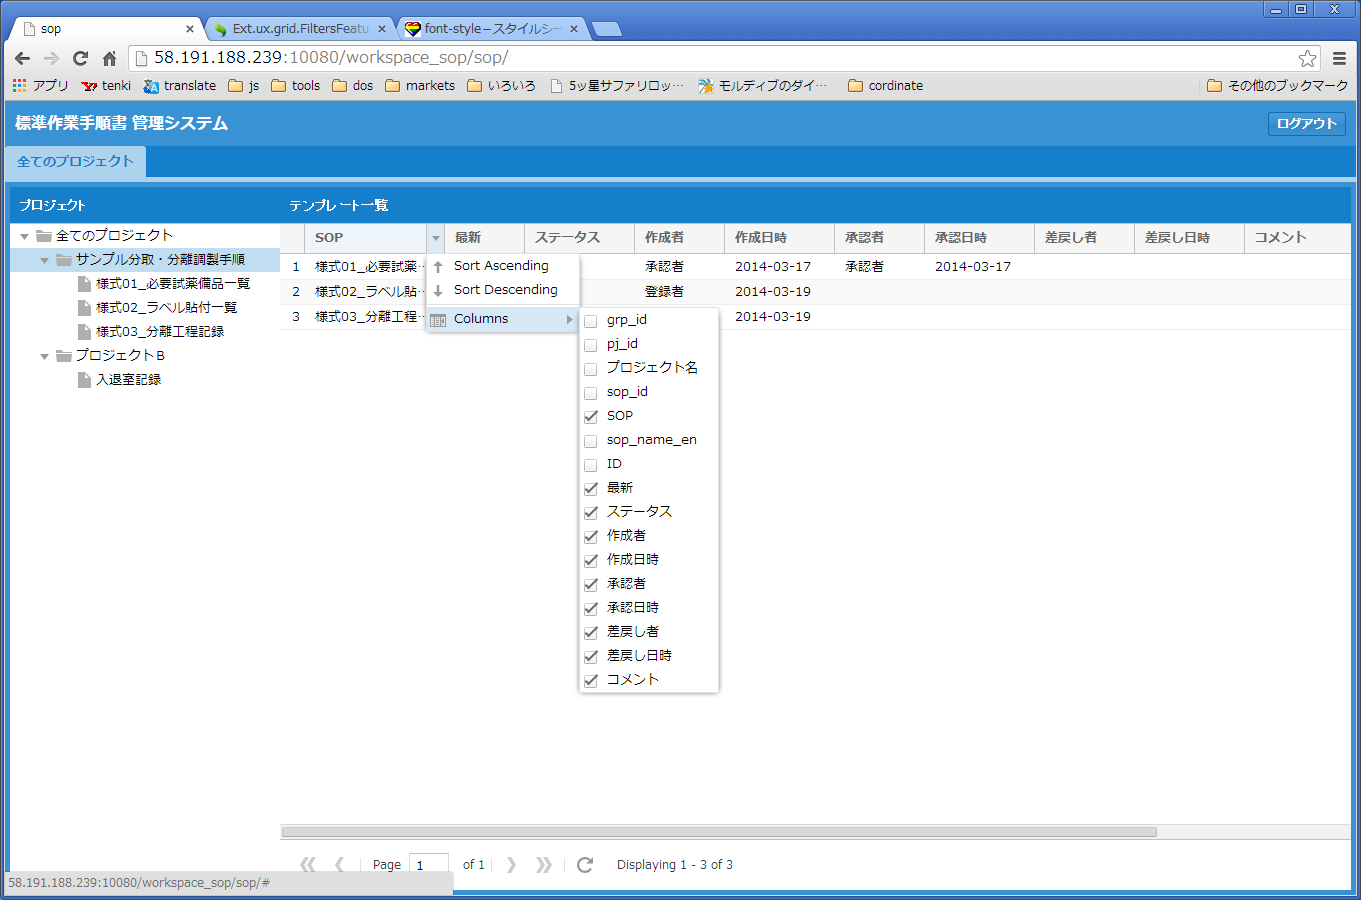 sop
Ext.ux.grid.FiltersFeatu
font-style－スタイルシー
58.191.188.239:10080/workspace_sop/sop/
アプリ
tenki
translate
js
tools
dos
markets
いろいろ
5ッ星サファリロッ…
モルディブのダイ…
cordinate
その他のブックマーク
標準作業手順書 管理システム
ログアウト
全てのプロジェクト
プロジェクト
テンプレート一覧
全てのプロジェクト
サンプル分取・分離調製手順
様式01_必要試薬備品一覧
様式02_ラベル貼付一覧
様式03_分離工程記録
プロジェクトＢ
入退室記録
SOP 最新 ステータス 作成者 作成日時 承認者 承認日時 差戻し者 差戻し日時 コメント
1 様式01_必要試薬… 承認者 2014-03-17 承認者 2014-03-17
2 様式02_ラベル貼… 登録者 2014-03-19
3 様式03_分離工程… 2014-03-19
Sort Ascending
Sort Descending
Columns
grp_id
pj_id
プロジェクト名
sop_id
SOP
sop_name_en
ID
最新
ステータス
作成者
作成日時
承認者
承認日時
差戻し者
差戻し日時
コメント
Page 1 of 1
Displaying 1 - 3 of 3
58.191.188.239:10080/workspace_sop/sop/#